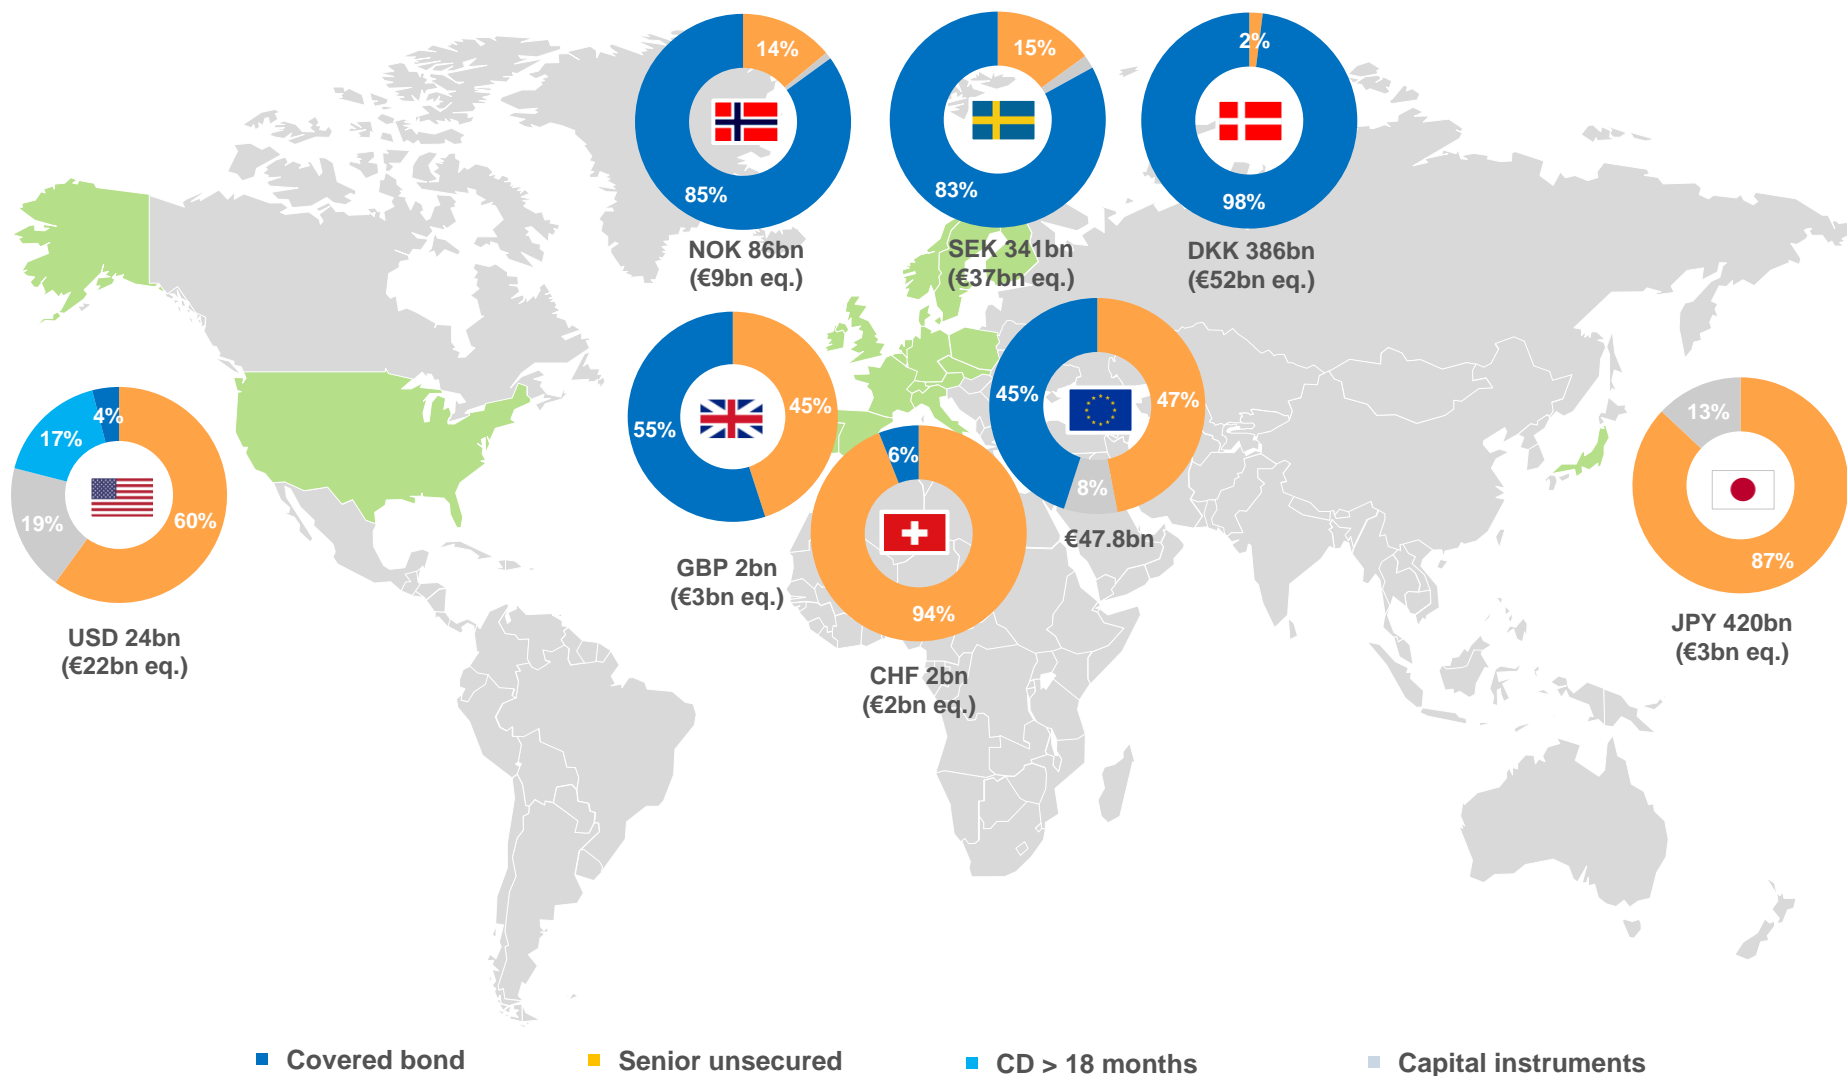 14%
85%
NOK 86bn
(€9bn eq.)
15%
83%
SEK 341bn
(€37bn eq.)
2%
98%
DKK 386bn
(€52bn eq.)
4%
17%
19%
60%
USD 24bn
(€22bn eq.)
55%
45%
GBP 2bn
(€3bn eq.)
6%
94%
CHF 2bn
(€2bn eq.)
45%
47%
8%
€47.8bn
13%
87%
JPY 420bn
(€3bn eq.)
Covered bond
Senior unsecured
CD > 18 months
Capital instruments